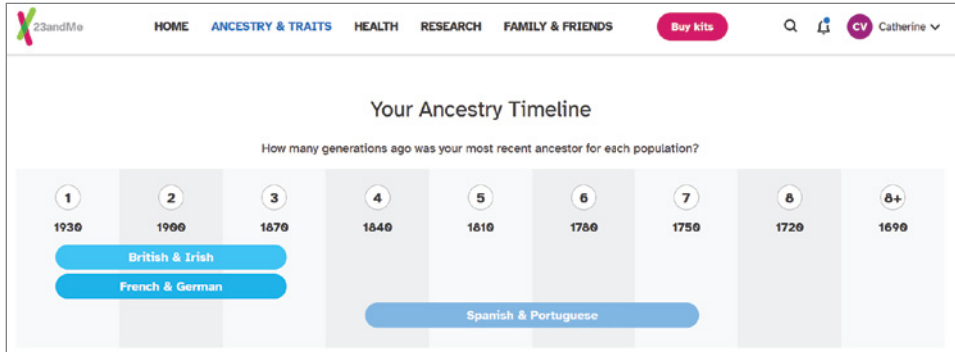 23andMe HOME ANCESTRY & TRAITS HEALTH RESEARCH FAMILY & FRIENDS Buy kits CV Catherine
Your Ancestry Timeline
How many generations ago was your most recent ancestor for each population?
1 2 3 4 5 6 7 8 8+
1930 1900 1870 1840 1810 1780 1750 1720 1690
British & Irish
French & German
Spanish & Portuguese